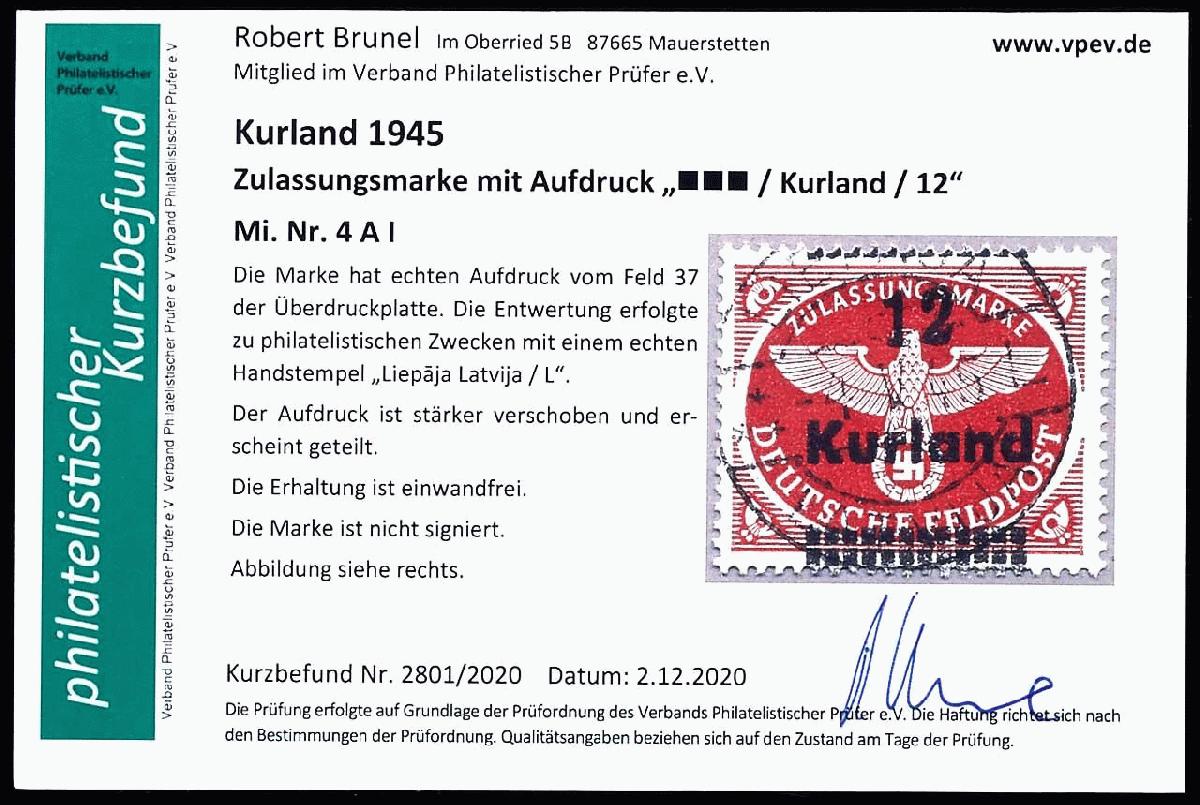 Verband
Philatelistischer
Prüfer e.V.
philatelistischer
Kurzbefund
Verband Philatelistischer Prüfer e.V Verband Philatelistischer Prüfer e.V Verband Philatelistischer Prüfer e.V Verband Philatelistischer Prüfer e.V
Robert Brunel Im Oberried 5B 87665 Mauerstetten
www.vpev.de
Mitglied im Verband Philatelistischer Prüfer e.V.
Kurland 1945
Zulassungsmarke mit Aufdruck „■■■ / Kurland / 12“
Mi. Nr. 4 A I
Die Marke hat echten Aufdruck vom Feld 37
der Überdruckplatte. Die Entwertung erfolgte
zu philatelistischen Zwecken mit einem echten
Handstempel „Liepāja Latvija / L“.
Der Aufdruck ist stärker verschoben und er-
scheint geteilt.
Die Erhaltung ist einwandfrei.
Die Marke ist nicht signiert.
Abbildung siehe rechts.
ZULASSUNGSMARKE
12
Kurland
DEUTSCHE FELDPOST
Kurzbefund Nr. 2801/2020 Datum: 2.12.2020
Die Prüfung erfolgte auf Grundlage der Prüfordnung des Verbands Philatelistischer Prüfer e.V. Die Haftung richtet sich nach
den Bestimmungen der Prüfordnung. Qualitätsangaben beziehen sich auf den Zustand am Tage der Prüfung.